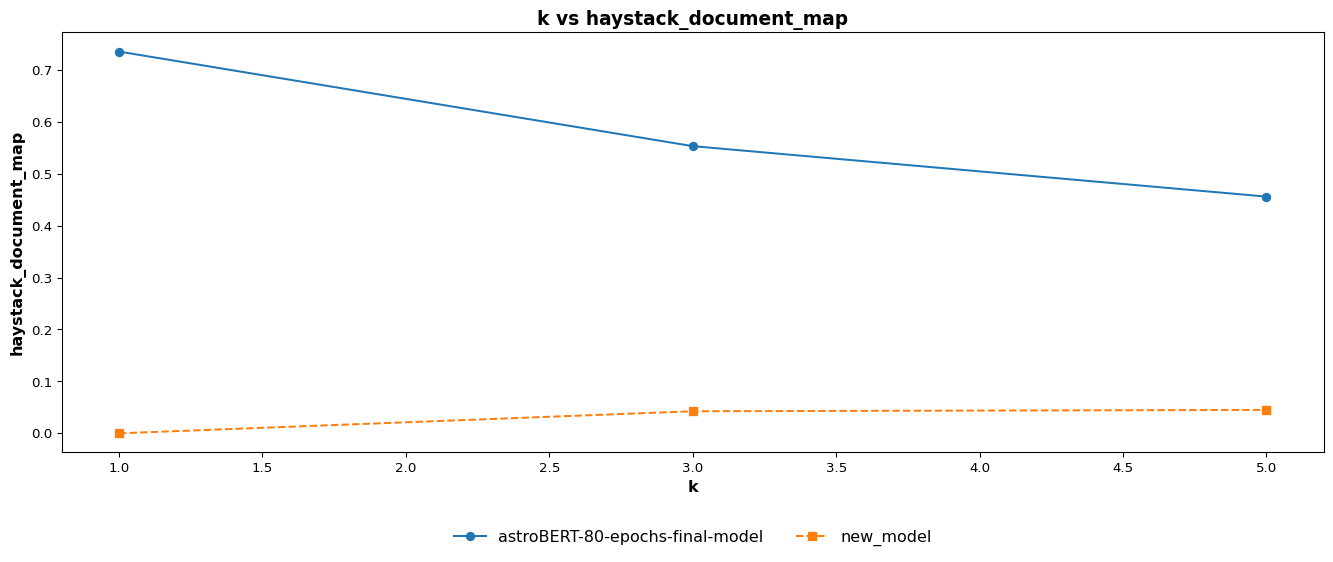 k vs haystack_document_map
haystack_document_map
0.7
0.6
0.5
0.4
0.3
0.2
0.1
0.0
1.0 1.5 2.0 2.5 3.0 3.5 4.0 4.5 5.0
k
astroBERT-80-epochs-final-model new_model